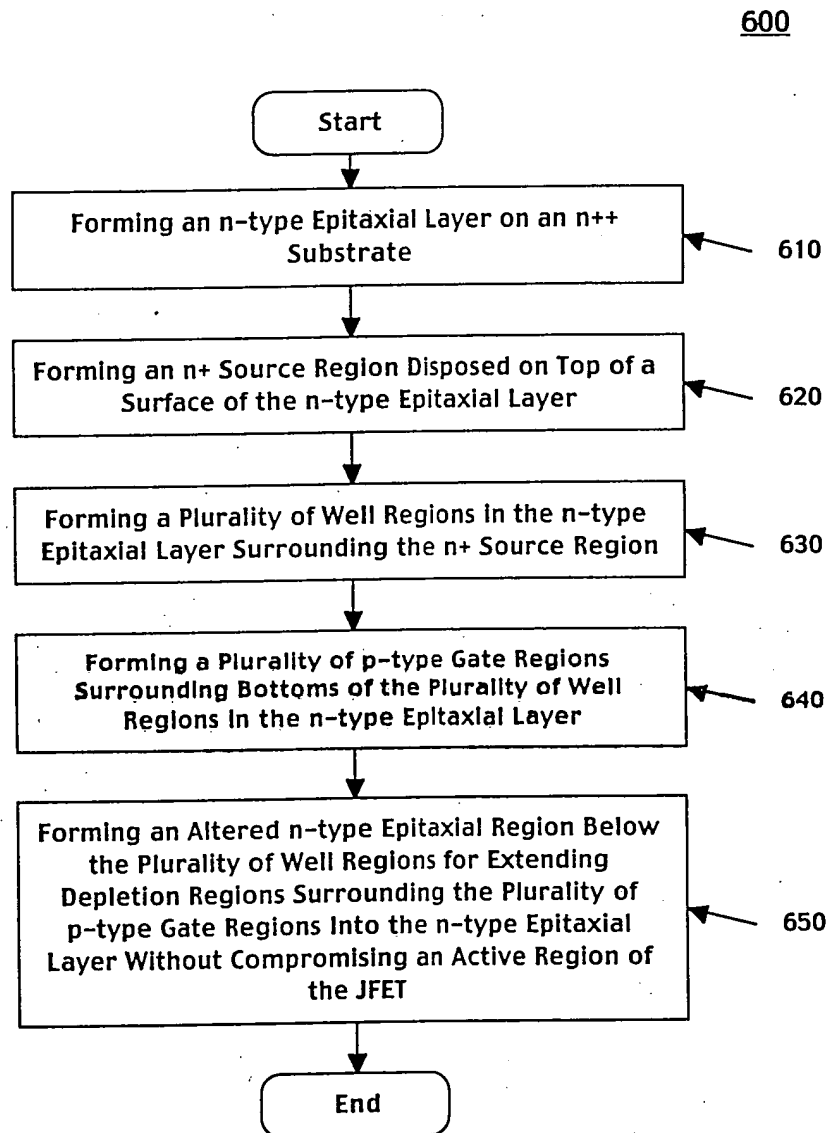 600
Start
Forming an n-type Epitaxial Layer on an n++
Substrate
610
Forming an n+ Source Region Disposed on Top of a
Surface of the n-type Epitaxial Layer
620
Forming a Plurality of Well Regions in the n-type
Epitaxial Layer Surrounding the n+ Source Region
630
Forming a Plurality of p-type Gate Regions
Surrounding Bottoms of the Plurality of Well
Regions in the n-type Epitaxial Layer
640
Forming an Altered n-type Epitaxial Region Below
the Plurality of Well Regions for Extending
Depletion Regions Surrounding the Plurality of
p-type Gate Regions Into the n-type Epitaxial
Layer Without Compromising an Active Region of
the JFET
650
End